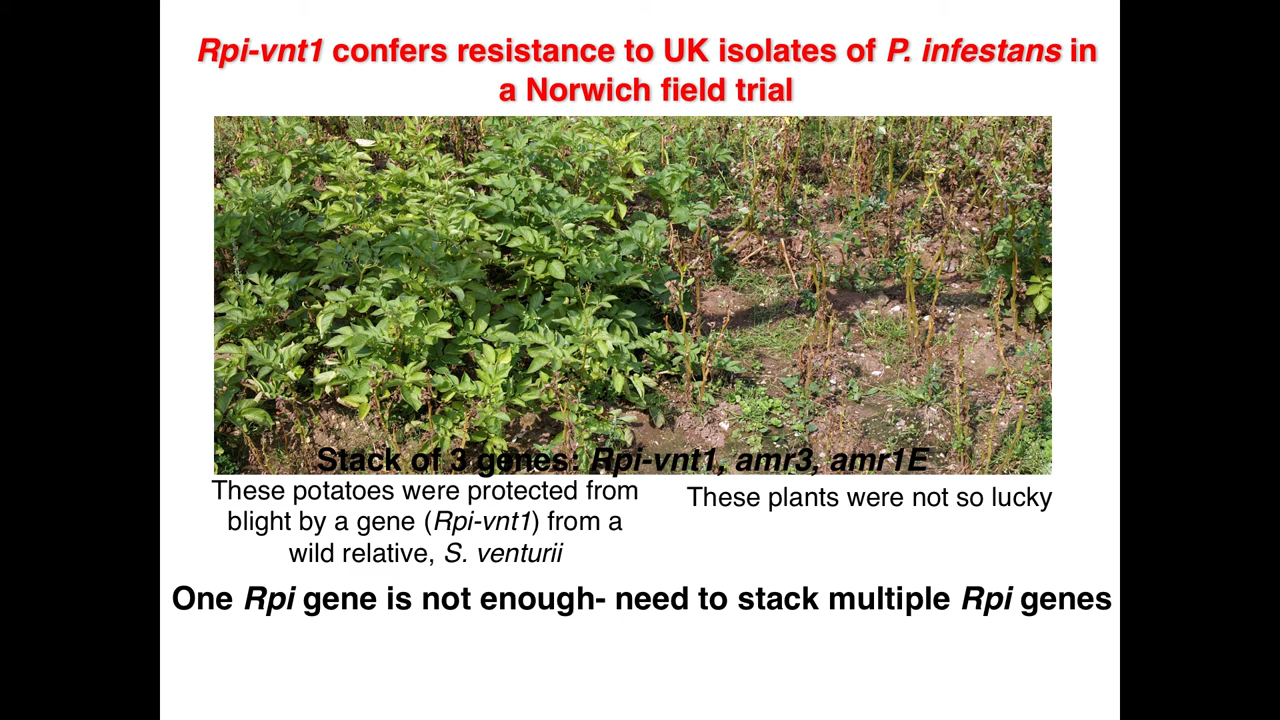 Rpi-vnt1 confers resistance to UK isolates of P. infestans in
a Norwich field trial
Stack of 3 genes: Rpi-vnt1, amr3, amr1E
These potatoes were protected from
blight by a gene (Rpi-vnt1) from a
wild relative, S. venturii
These plants were not so lucky
One Rpi gene is not enough- need to stack multiple Rpi genes